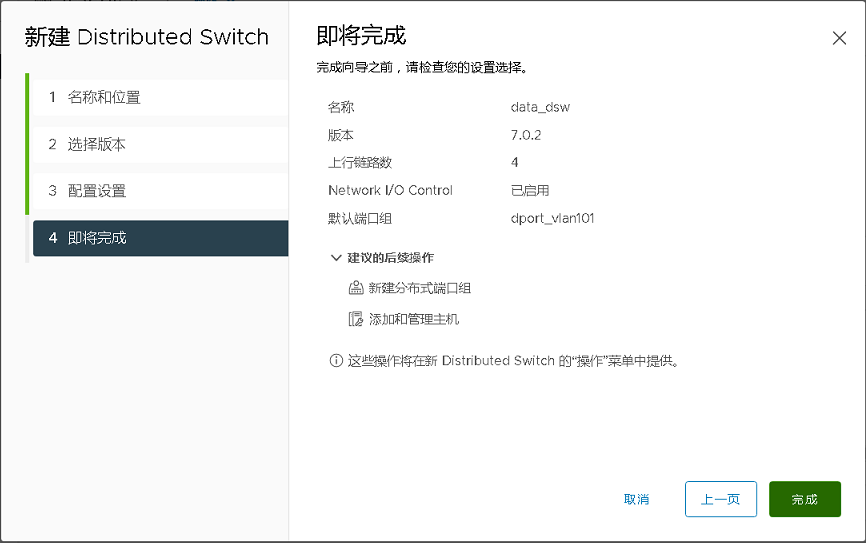 新建 Distributed Switch
1 名称和位置
2 选择版本
3 配置设置
4 即将完成
即将完成
完成向导之前，请检查您的设置选择。
名称 data_dsw
版本 7.0.2
上行链路数 4
Network I/O Control 已启用
默认端口组 dport_vlan101
建议的后续操作
新建分布式端口组
添加和管理主机
这些操作将在新 Distributed Switch 的“操作”菜单中提供。
取消 上一页 完成